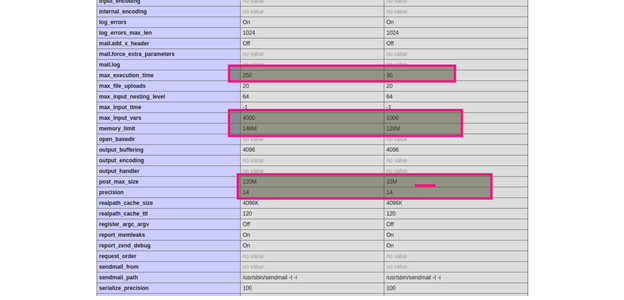 input_encoding no value no value
internal_encoding no value no value
log_errors On On
log_errors_max_len 1024 1024
mail.add_x_header Off Off
mail.force_extra_parameters no value no value
mail.log no value no value
max_execution_time 250 30
max_file_uploads 20 20
max_input_nesting_level 64 64
max_input_time -1 -1
max_input_vars 4000 1000
memory_limit 148M 128M
open_basedir no value no value
output_buffering 4096 4096
output_encoding no value no value
output_handler no value no value
post_max_size 120M 32M
precision 14 14
realpath_cache_size 4096K 4096K
realpath_cache_ttl 120 120
register_argc_argv Off Off
report_memleaks On On
report_zend_debug On On
request_order no value no value
sendmail_from no value no value
sendmail_path /usr/sbin/sendmail -t -i /usr/sbin/sendmail -t -i
serialize_precision 100 100